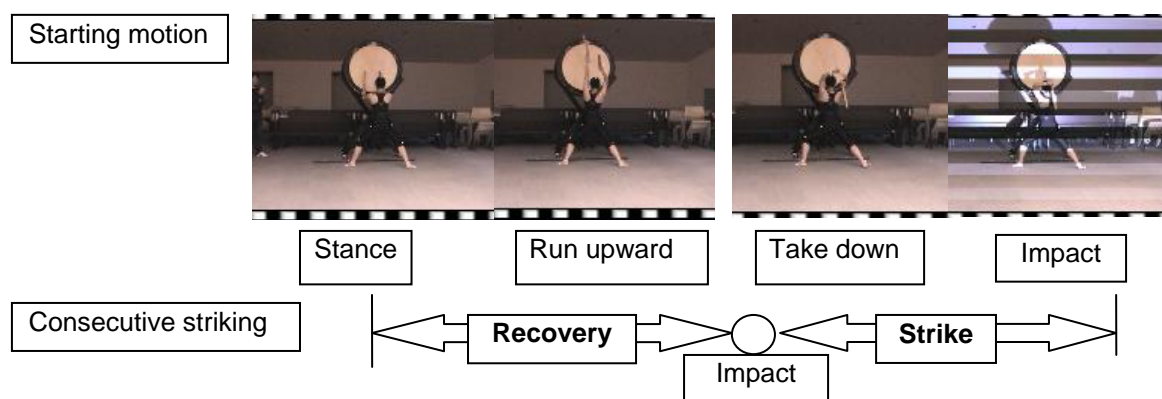 Starting motion
Stance
Run upward
Take down
Impact
Consecutive striking
Recovery
Strike
Impact